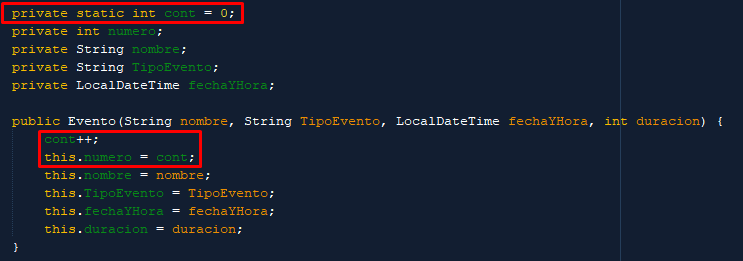 private static int cont = 0;
private int numero;
private String nombre;
private String TipoEvento;
private LocalDateTime fechaYHora;
public Evento(String nombre, String TipoEvento, LocalDateTime fechaYHora, int duracion) {
cont++;
this.numero = cont;
this.nombre = nombre;
this.TipoEvento = TipoEvento;
this.fechaYHora = fechaYHora;
this.duracion = duracion;
}